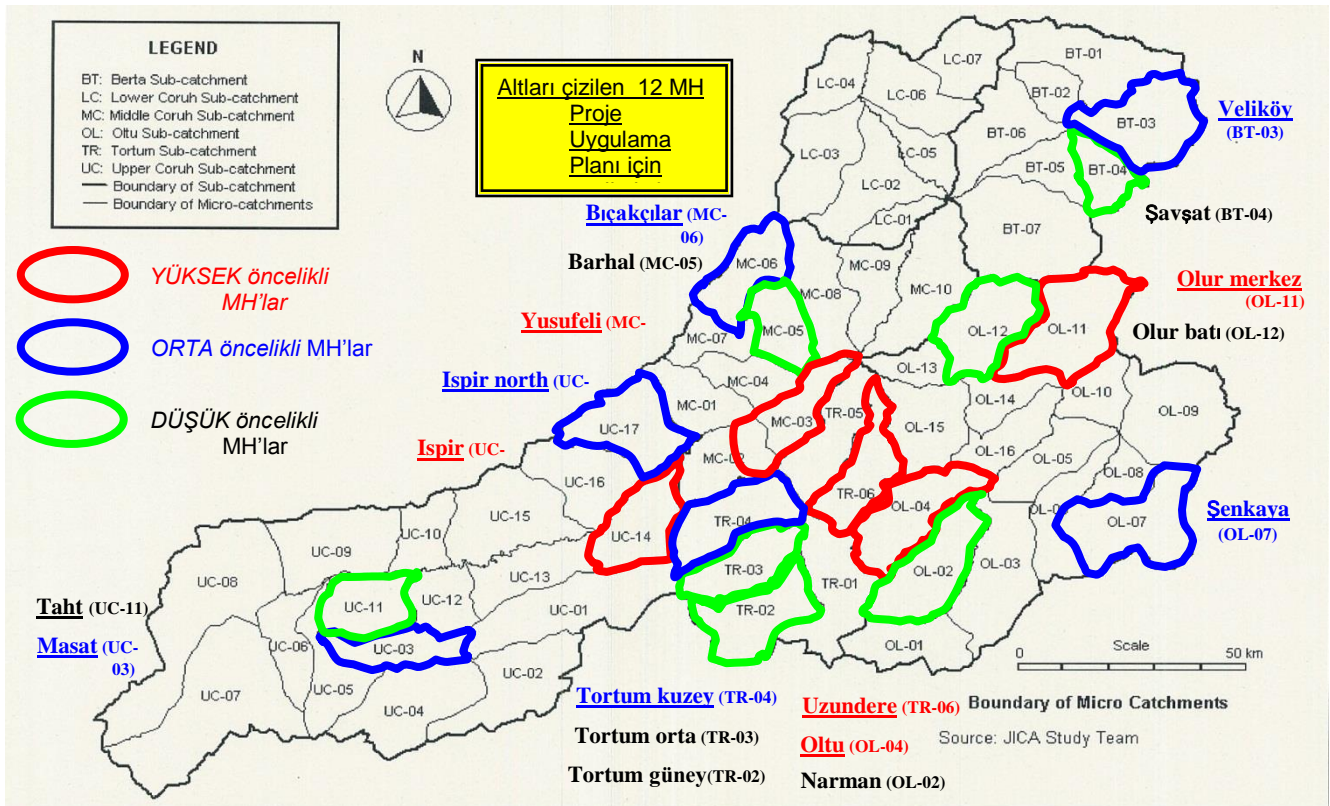 LEGEND
BT: Berta Sub-catchment
LC: Lower Coruh Sub-catchment
MC: Middle Coruh Sub-catchment
OL: Oltu Sub-catchment
TR: Tortum Sub-catchment
UC: Upper Coruh Sub-catchment
Boundary of Sub-catchment
Boundary of Micro-catchments
N
Altları çizilen 12 MH
Proje
Uygulama
Planı için
YÜKSEK öncelikli
MH'lar
ORTA öncelikli MH'lar
DÜŞÜK öncelikli
MH'lar
Veliköy
(BT-03)
Şavşat (BT-04)
Bıçakçılar (MC-
06)
Barhal (MC-05)
Yusufeli (MC-
Olur merkez
(OL-11)
Olur batı (OL-12)
Ispir north (UC-
Ispir (UC-
Şenkaya
(OL-07)
Taht (UC-11)
Masat (UC-
03)
Tortum kuzey (TR-04)
Tortum orta (TR-03)
Tortum güney(TR-02)
Uzundere (TR-06)
Oltu (OL-04)
Narman (OL-02)
LC-07
BT-01
LC-04
LC-06
BT-02
BT-03
LC-03
LC-05
BT-06
BT-05
BT-04
LC-02
LC-01
BT-07
MC-06
MC-09
MC-08
MC-10
MC-05
MC-07
OL-12
OL-11
OL-13
MC-04
OL-10
MC-01
MC-03
TR-05
OL-14
OL-09
UC-17
OL-15
MC-02
OL-16
OL-05
OL-08
UC-16
TR-06
OL-04
UC-15
TR-04
OL-07
UC-10
UC-14
UC-09
OL-03
UC-08
UC-13
TR-03
TR-01
OL-02
UC-11
UC-12
UC-01
TR-02
UC-06
UC-03
OL-01
UC-02
UC-07
UC-05
UC-04
0
Scale
50 km
Boundary of Micro Catchments
Source: JICA Study Team